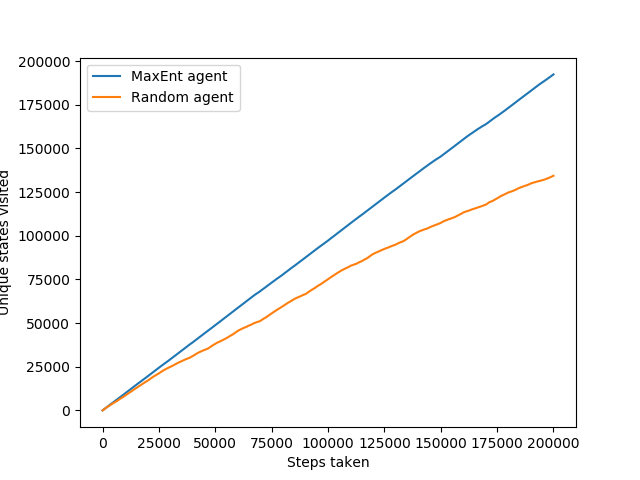 200000
175000
150000
125000
100000
75000
50000
25000
0
Unique states visited
MaxEnt agent
Random agent
0 25000 50000 75000 100000 125000 150000 175000 200000
Steps taken